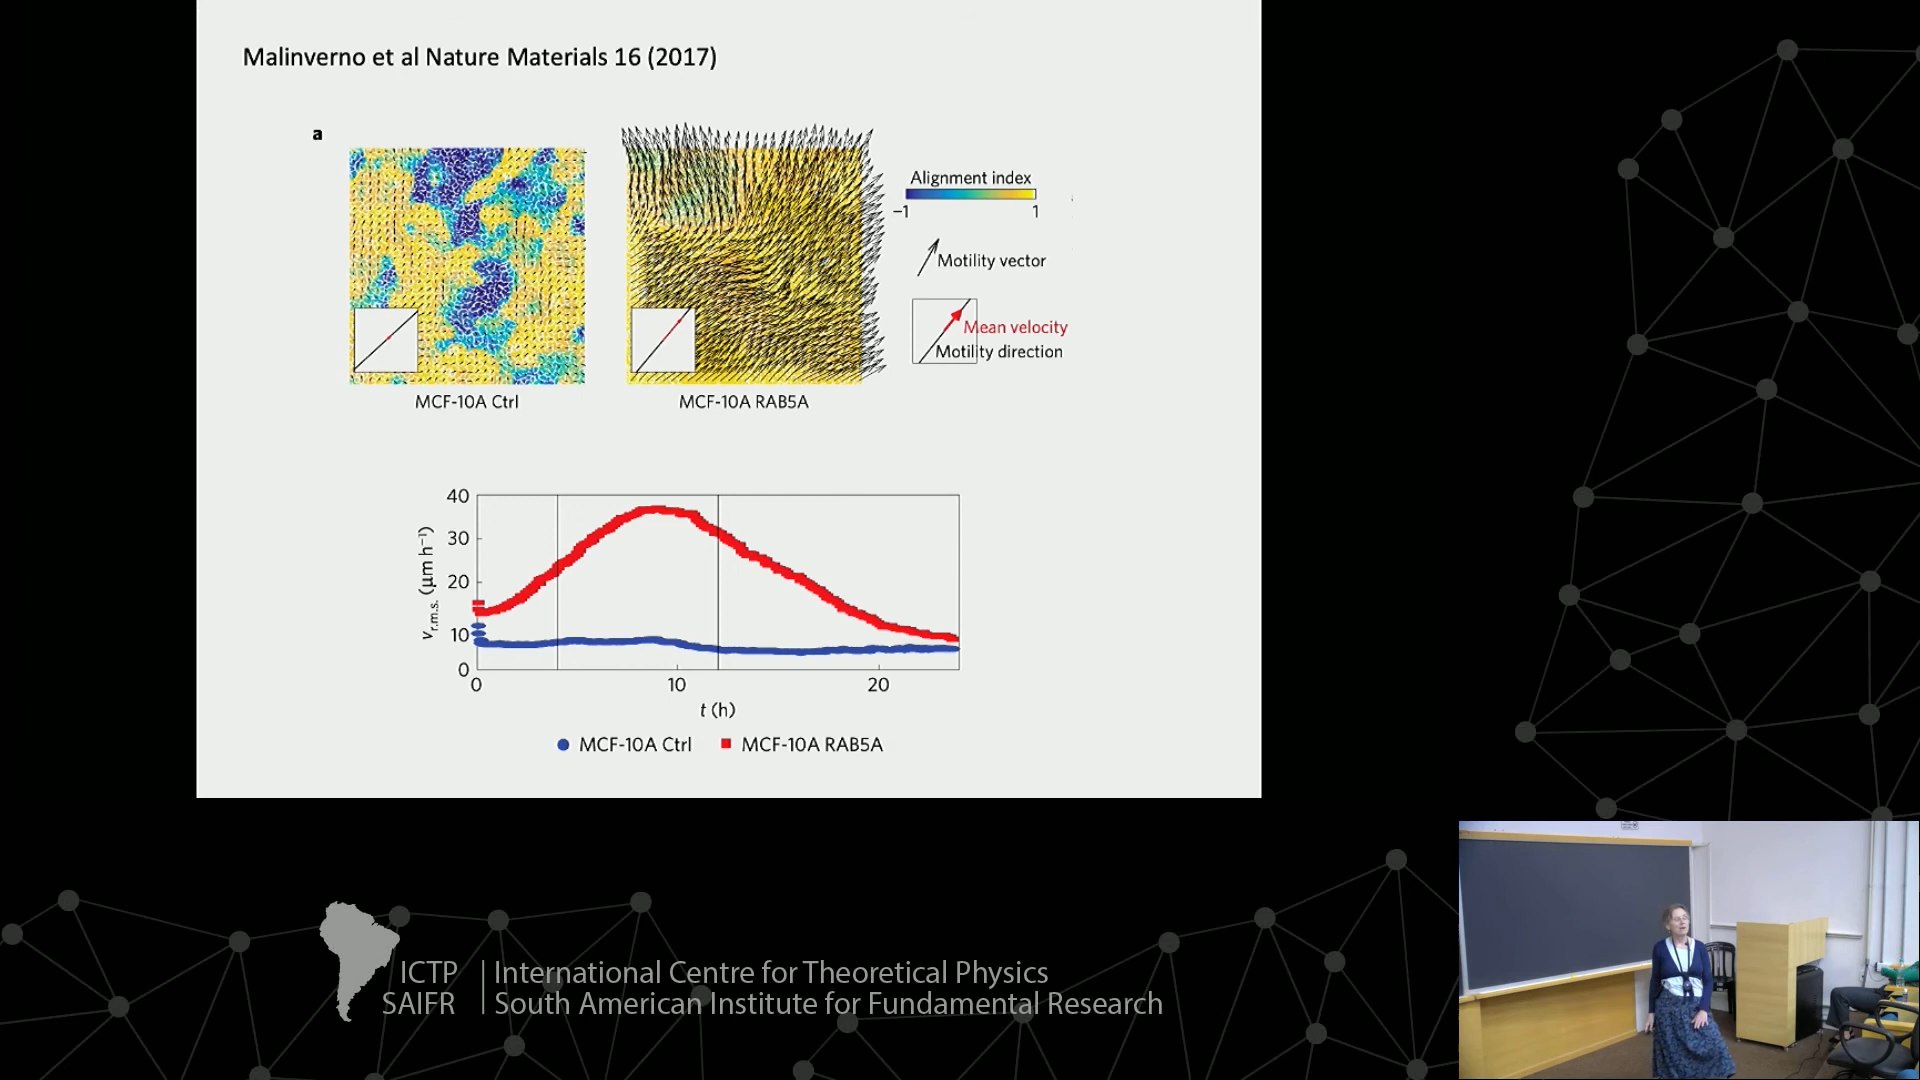 Malinverno et al Nature Materials 16 (2017)
a
Alignment index
−1 1
Motility vector
Mean velocity
Motility direction
MCF-10A Ctrl
MCF-10A RAB5A
40
30
20
10
0
v r.m.s. (μm h⁻¹)
0 10 20
t (h)
MCF-10A Ctrl MCF-10A RAB5A
ICTP International Centre for Theoretical Physics
SAIFR South American Institute for Fundamental Research